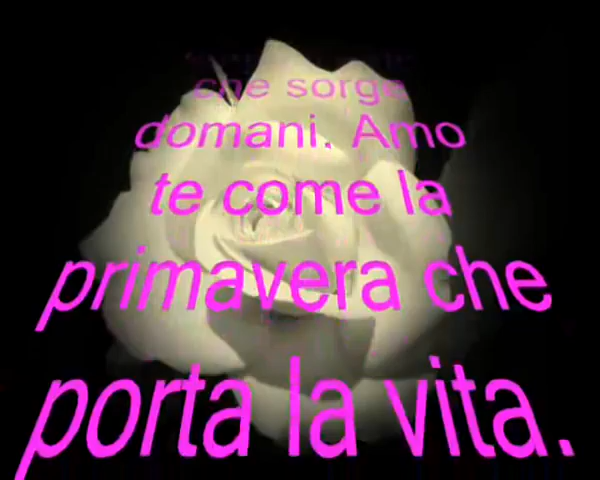 che sorge
domani. Amo
te come la
primavera che
porta la vita.